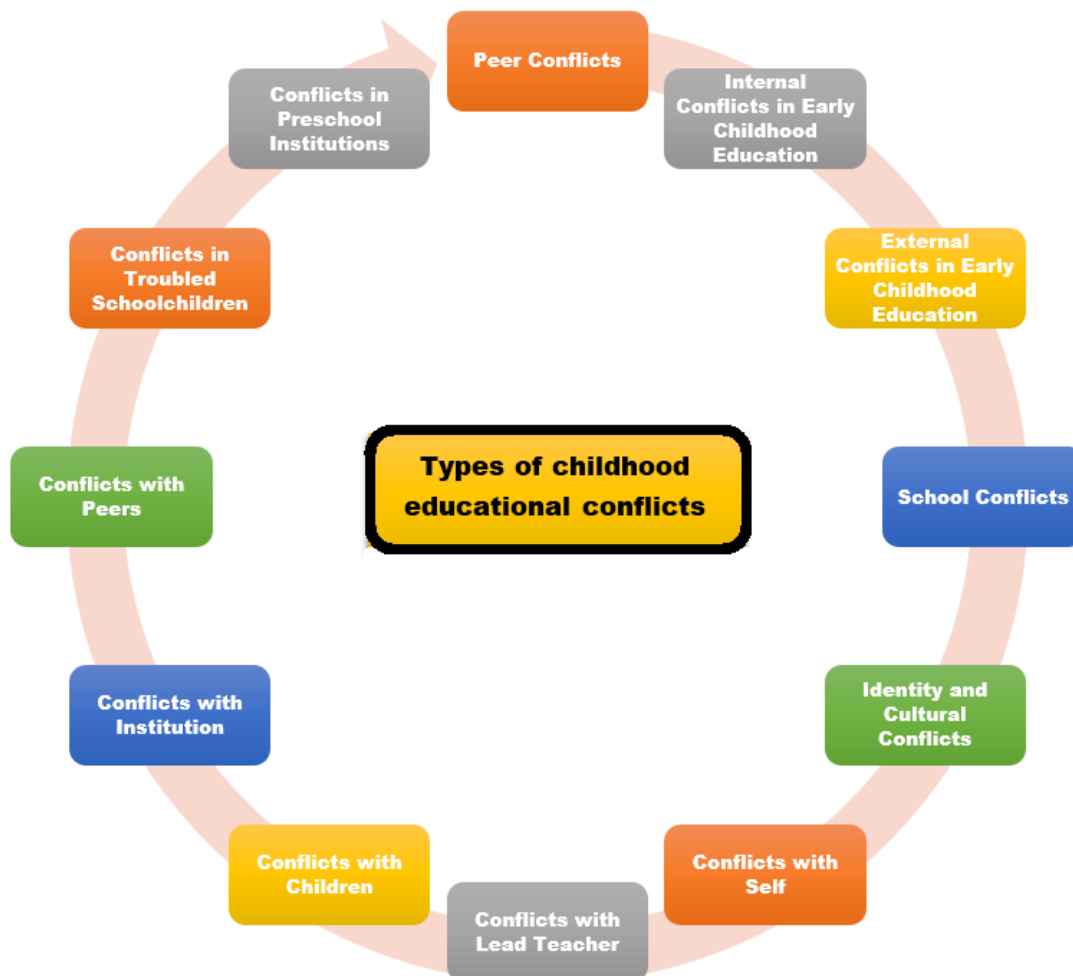 Peer Conflicts
Internal
Conflicts in Early
Childhood
Education
External
Conflicts in Early
Childhood
Education
School Conflicts
Identity and
Cultural
Conflicts
Conflicts with
Self
Conflicts with
Lead Teacher
Conflicts with
Children
Conflicts with
Institution
Conflicts with
Peers
Conflicts in
Troubled
Schoolchildren
Conflicts in
Preschool
Institutions
Types of childhood
educational conflicts